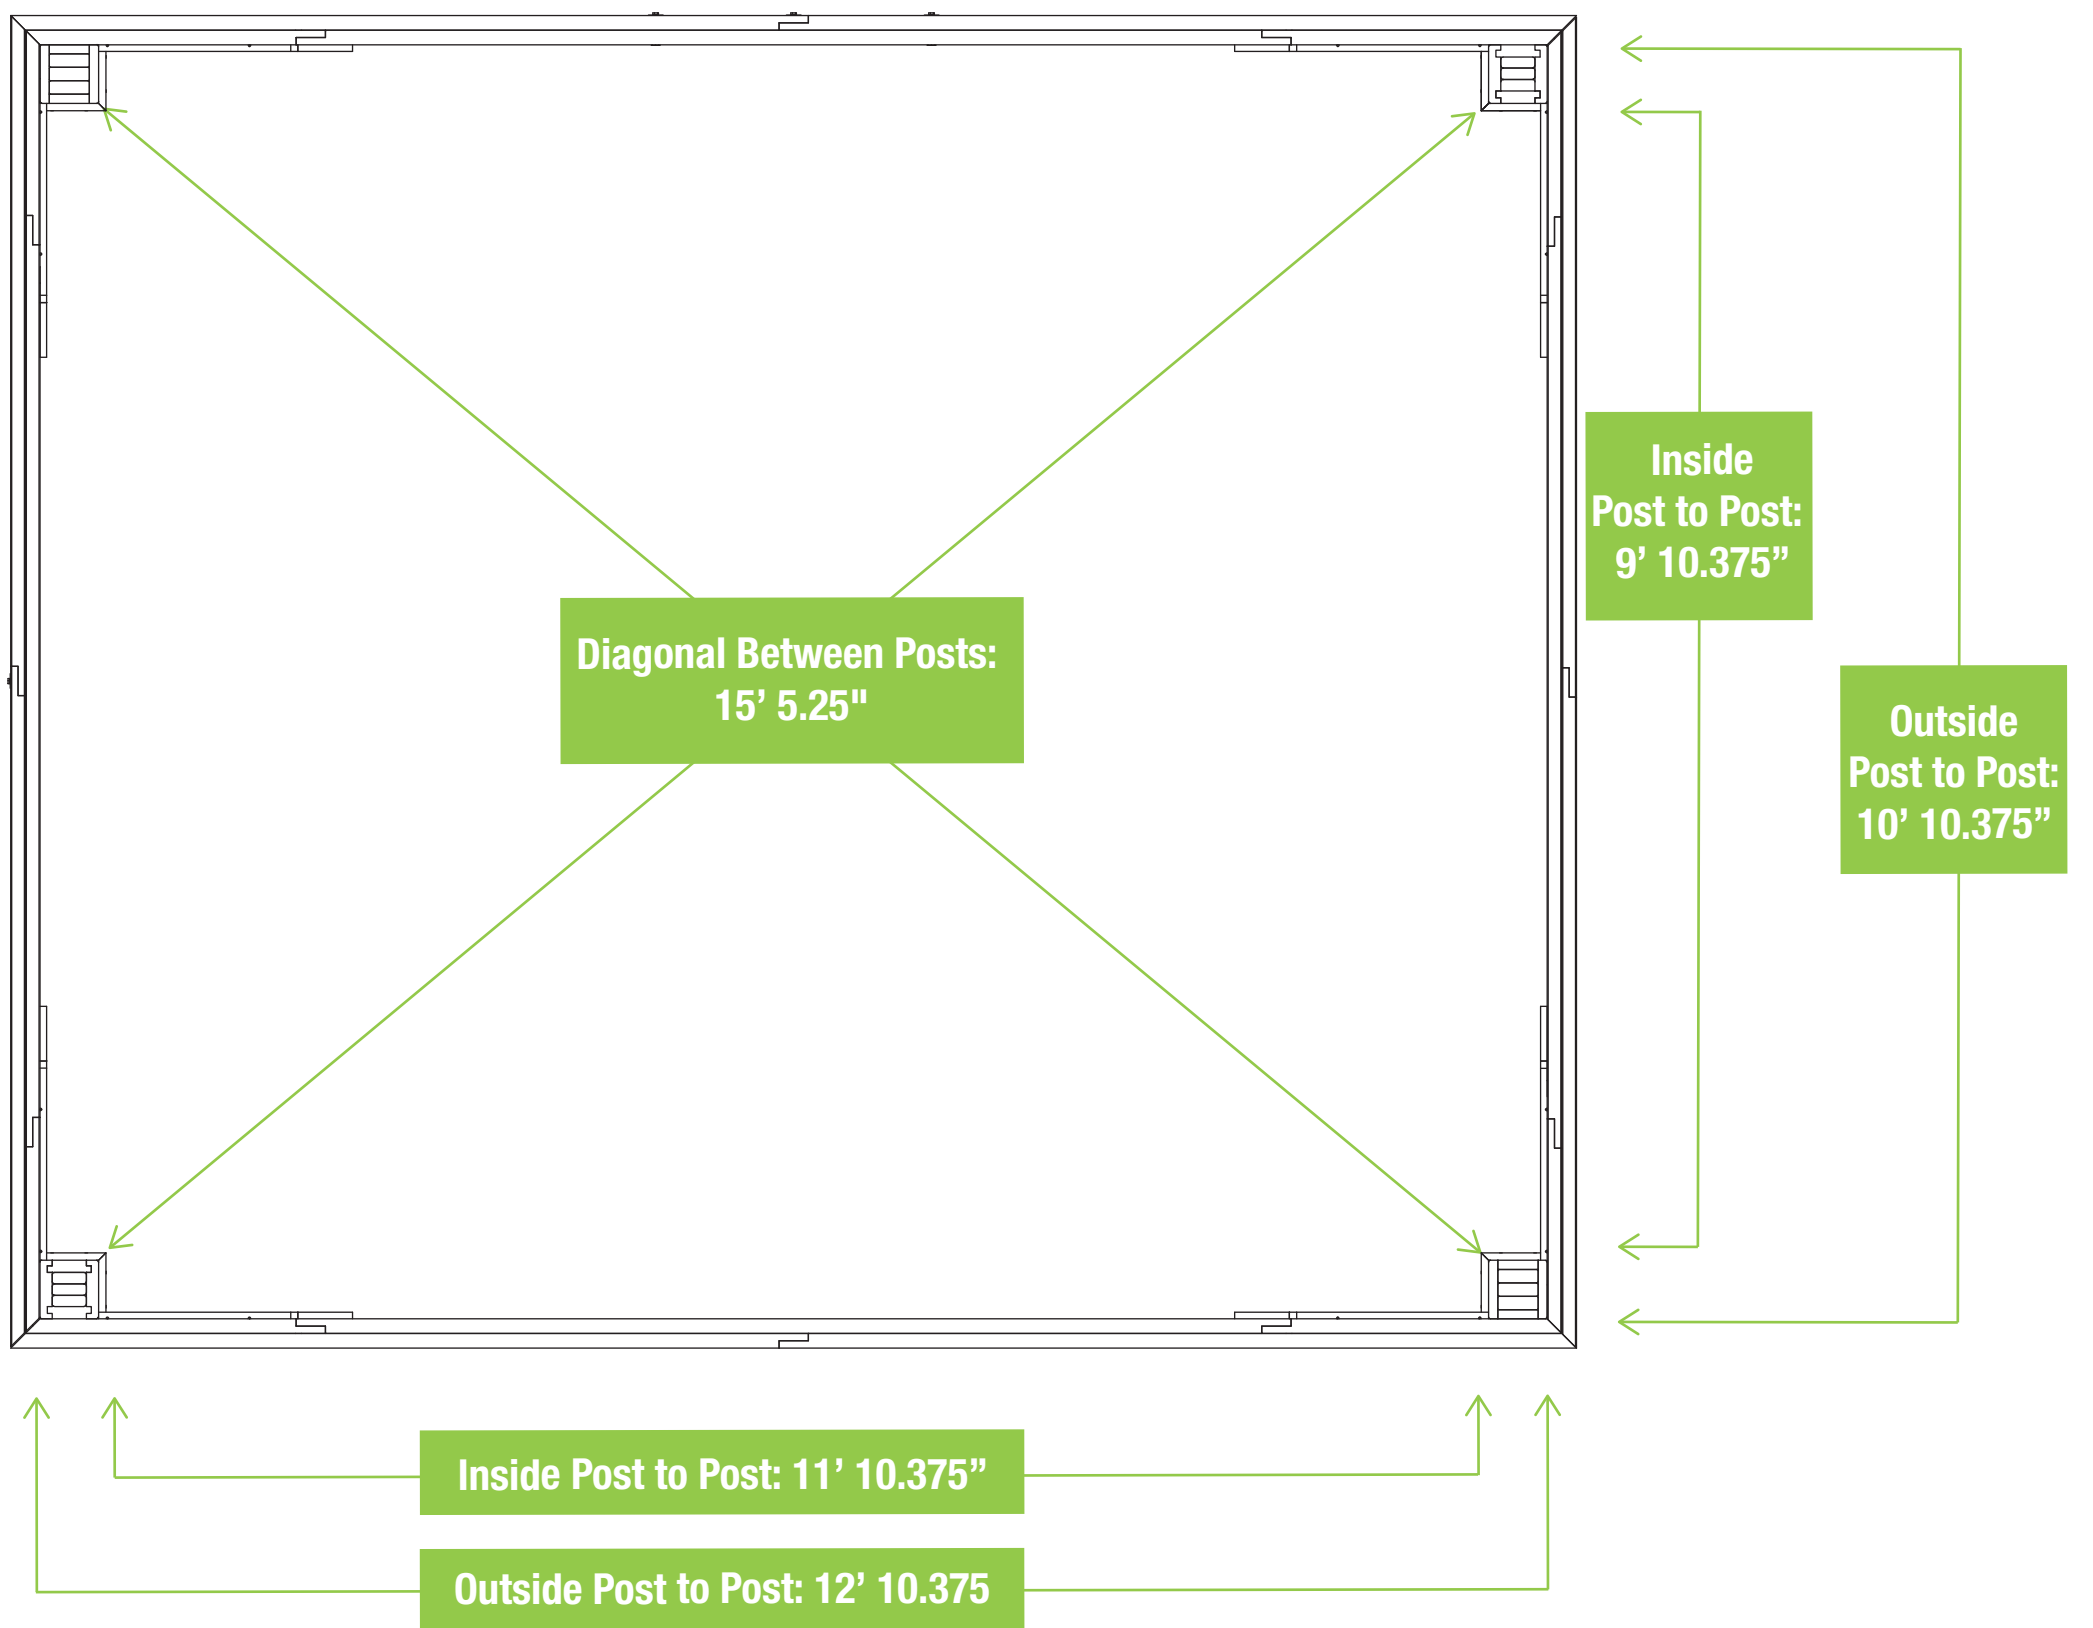 Inside
Post to Post:
9’ 10.375”
Diagonal Between Posts:
15’ 5.25"
Outside
Post to Post:
10’ 10.375”
Inside Post to Post: 11’ 10.375”
Outside Post to Post: 12’ 10.375